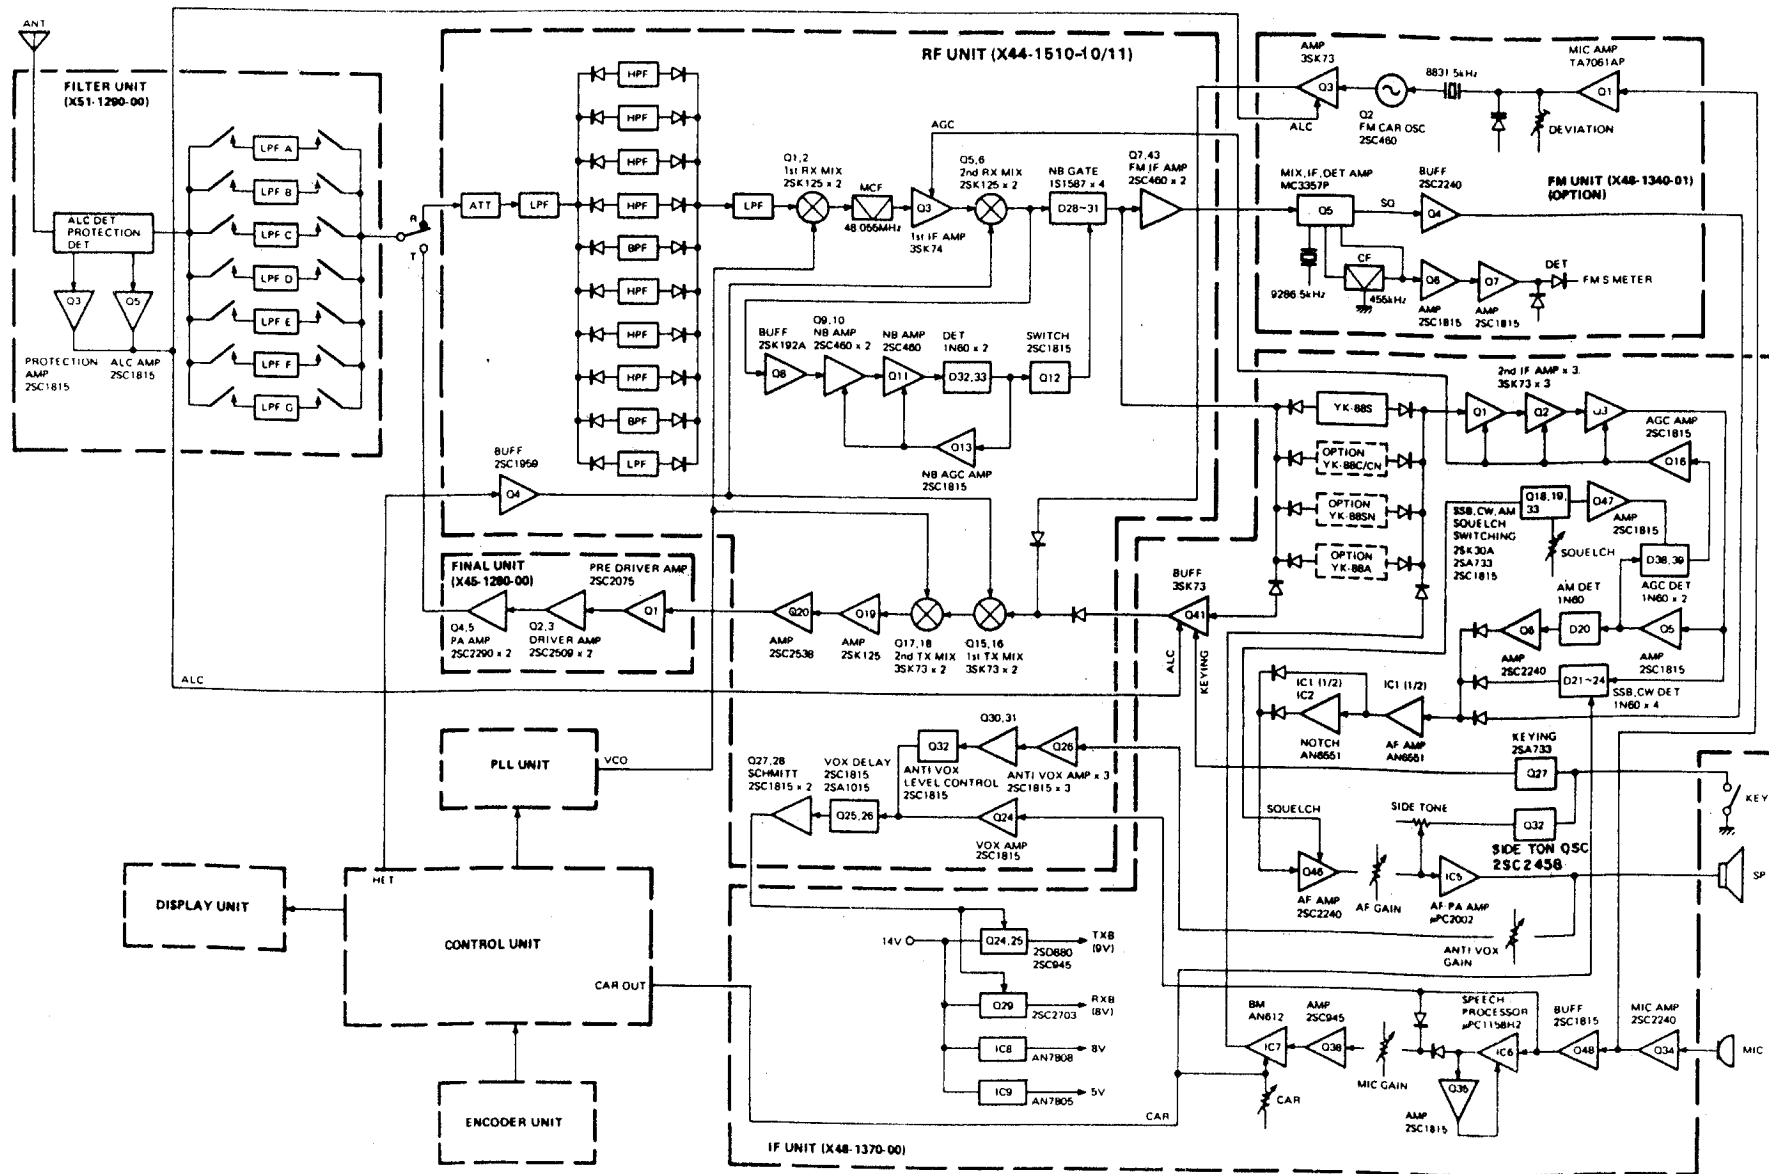 ANT
FILTER UNIT
(X51-1290-00)
LPF A
LPF B
LPF C
LPF D
LPF E
LPF F
LPF G
ALC DET
PROTECTION
DET
Q3
Q5
PROTECTION
AMP
2SC1815
ALC AMP
2SC1815
R
T
RF UNIT (X44-1510-10/11)
ATT
LPF
HPF
HPF
HPF
HPF
BPF
HPF
HPF
HPF
BPF
LPF
LPF
Q1,2
1st RX MIX
2SK125 x 2
MCF
48.055MHz
AGC
Q3
1st IF AMP
3SK74
Q5,6
2nd RX MIX
2SK125 x 2
NB GATE
1S1587 x 4
D28~31
Q7,43
FM IF AMP
2SC460 x 2
BUFF
2SK192A
Q8
Q9,10
NB AMP
2SC460 x 2
NB AMP
2SC460
Q11
DET
1N60 x 2
D32,33
SWITCH
2SC1815
Q12
Q13
NB AGC AMP
2SC1815
BUFF
2SC1959
Q4
AMP
3SK73
Q3
ALC
Q2
FM CAR OSC
2SC460
8831.5kHz
DEVIATION
MIC AMP
TA7061AP
Q1
FM UNIT (X48-1340-01)
(OPTION)
MIX, IF, DET AMP
MC3357P
Q5
SQ
BUFF
2SC2240
Q4
9286.5kHz
CF
455kHz
Q6
AMP
2SC1815
Q7
AMP
2SC1815
DET
FM S METER
YK-88S
OPTION
YK-88C/CN
OPTION
YK-88SN
OPTION
YK-88A
2nd IF AMP x 3
3SK73 x 3
Q1
Q2
Q3
AGC AMP
2SC1815
Q16
SSB, CW, AM
SQUELCH
SWITCHING
2SK30A
2SA733
2SC1815
Q18,19,
33
Q47
AMP
2SC1815
SQUELCH
D38,39
AGC DET
1N60 x 2
AM DET
1N60
Q6
AMP
2SC2240
D20
Q5
AMP
2SC1815
D21~24
SSB, CW DET
1N60 x 4
FINAL UNIT
(X45-1280-00)
PRE DRIVER AMP
2SC2075
Q4,5
PA AMP
2SC2290 x 2
Q2,3
DRIVER AMP
2SC2509 x 2
Q1
Q20
AMP
2SC2538
Q19
AMP
2SK125
Q17,18
2nd TX MIX
3SK73 x 2
Q15,16
1st TX MIX
3SK73 x 2
BUFF
3SK73
Q41
ALC
KEYING
ALC
IC1 (1/2)
IC2
NOTCH
AN6551
IC1 (1/2)
AF AMP
AN6551
KEYING
2SA733
Q27
KEY
SIDE TONE
Q32
SIDE TON OSC
2SC2458
SQUELCH
Q46
AF AMP
2SC2240
AF GAIN
IC5
AF PA AMP
µPC2002
SP
ANTI VOX
GAIN
PLL UNIT
VCO
Q27,28
SCHMITT
2SC1815 x 2
VOX DELAY
2SC1815
2SA1015
Q25,26
Q32
ANTI VOX
LEVEL CONTROL
2SC1815
Q30,31
Q26
ANTI VOX AMP x 3
2SC1815 x 3
Q24
VOX AMP
2SC1815
HET
DISPLAY UNIT
CONTROL UNIT
CAR OUT
ENCODER UNIT
14V
Q24,25
2SD880
2SC945
TXB
(9V)
Q29
2SC2703
RXB
(8V)
IC8
AN7808
8V
IC9
AN7805
5V
CAR
BM
AN612
IC7
CAR
AMP
2SC945
Q38
MIC GAIN
SPEECH
PROCESSOR
µPC1158H2
IC6
AMP
2SC1815
BUFF
2SC1815
Q48
MIC AMP
2SC2240
Q34
MIC
IF UNIT (X48-1370-00)